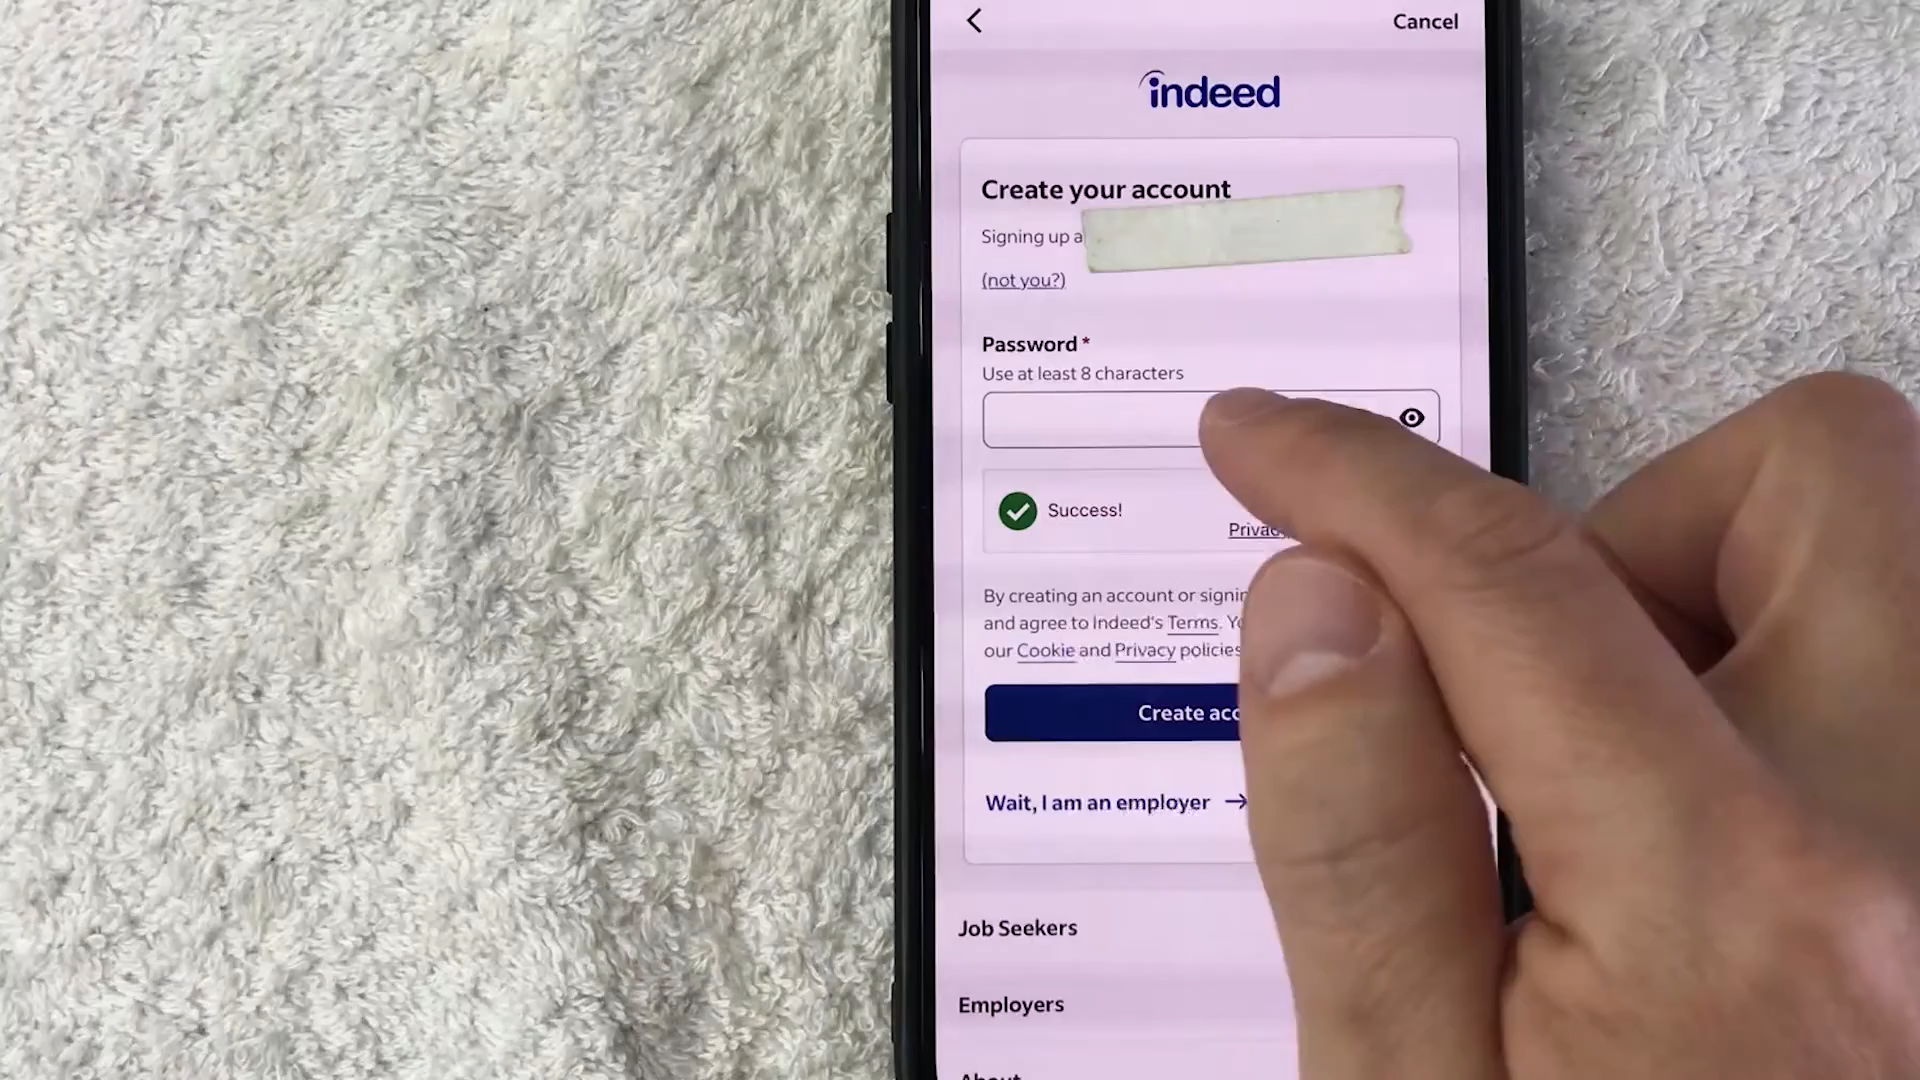 Cancel
indeed
Create your account
Signing up a
(not you?)
Password *
Use at least 8 characters
Success!
By creating an account or
and agree to Indeed's Terms.
our Cookie and Privacy policies
Create
Wait, I am an employer →
Job Seekers
Employers